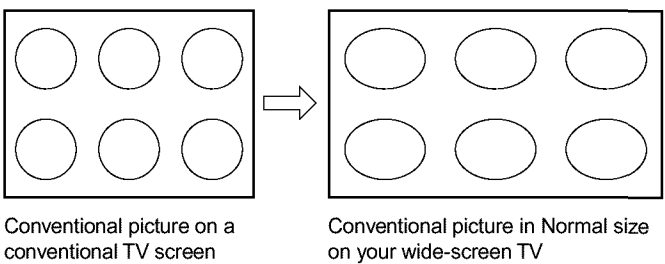 Conventional picture on a
conventional TV screen
Conventional picture in Normal size
on your wide-screen TV